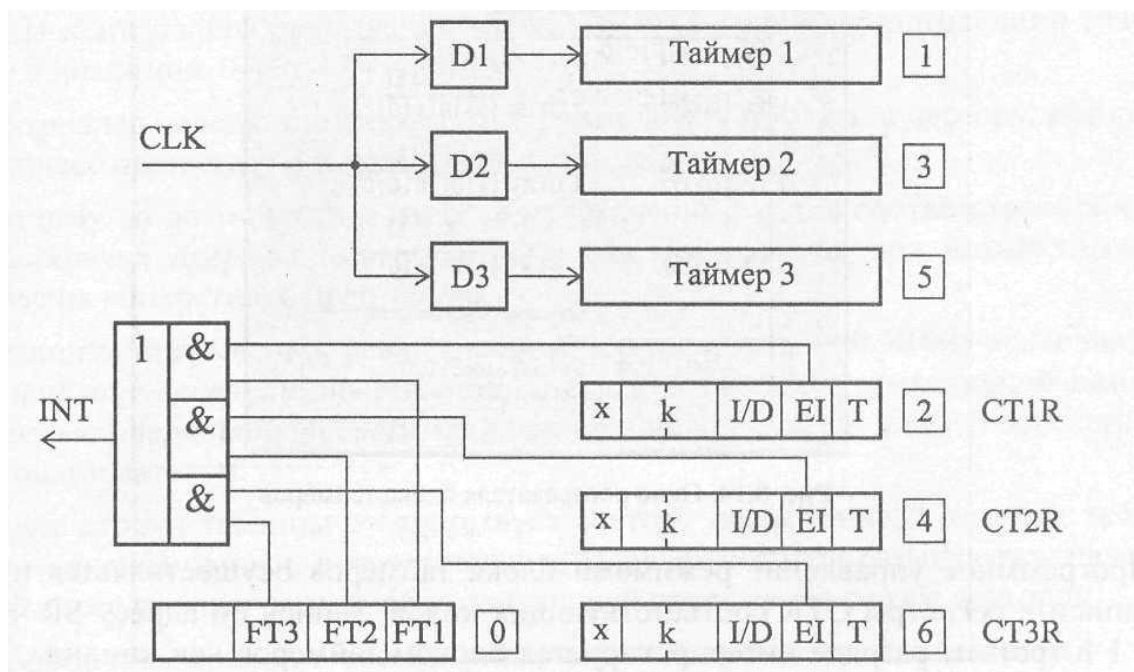 D1 Таймер 1 1
CLK
D2 Таймер 2 3
D3 Таймер 3 5
1 &
INT
&
x k I/D EI T 2 CT1R
&
x k I/D EI T 4 CT2R
FT3 FT2 FT1 0 x k I/D EI T 6 CT3R